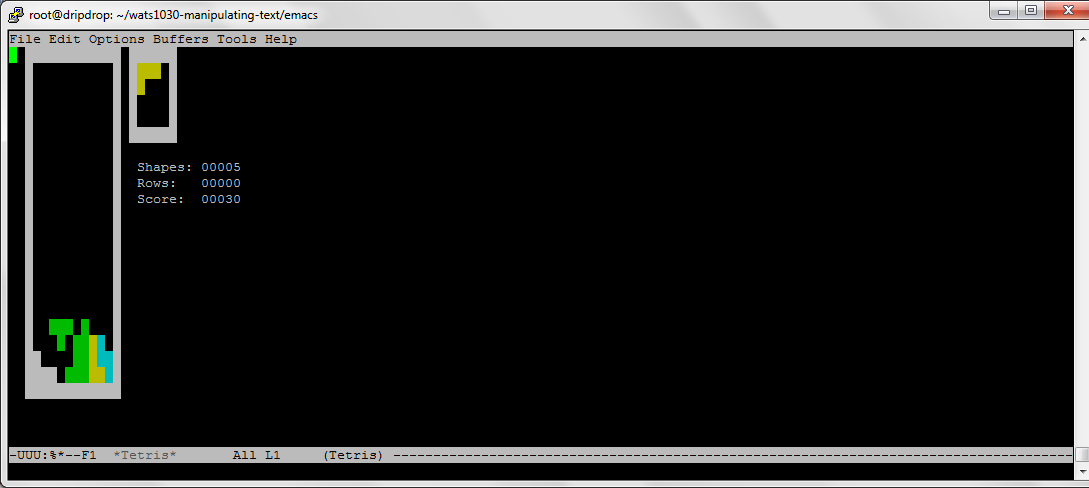 root@dripdrop: ~/wats1030-manipulating-text/emacs
File Edit Options Buffers Tools Help
Shapes: 00005
Rows:   00000
Score:  00030
-UUU:%*--F1  *Tetris*       All L1     (Tetris) -------------------------------------------------------------------------------------